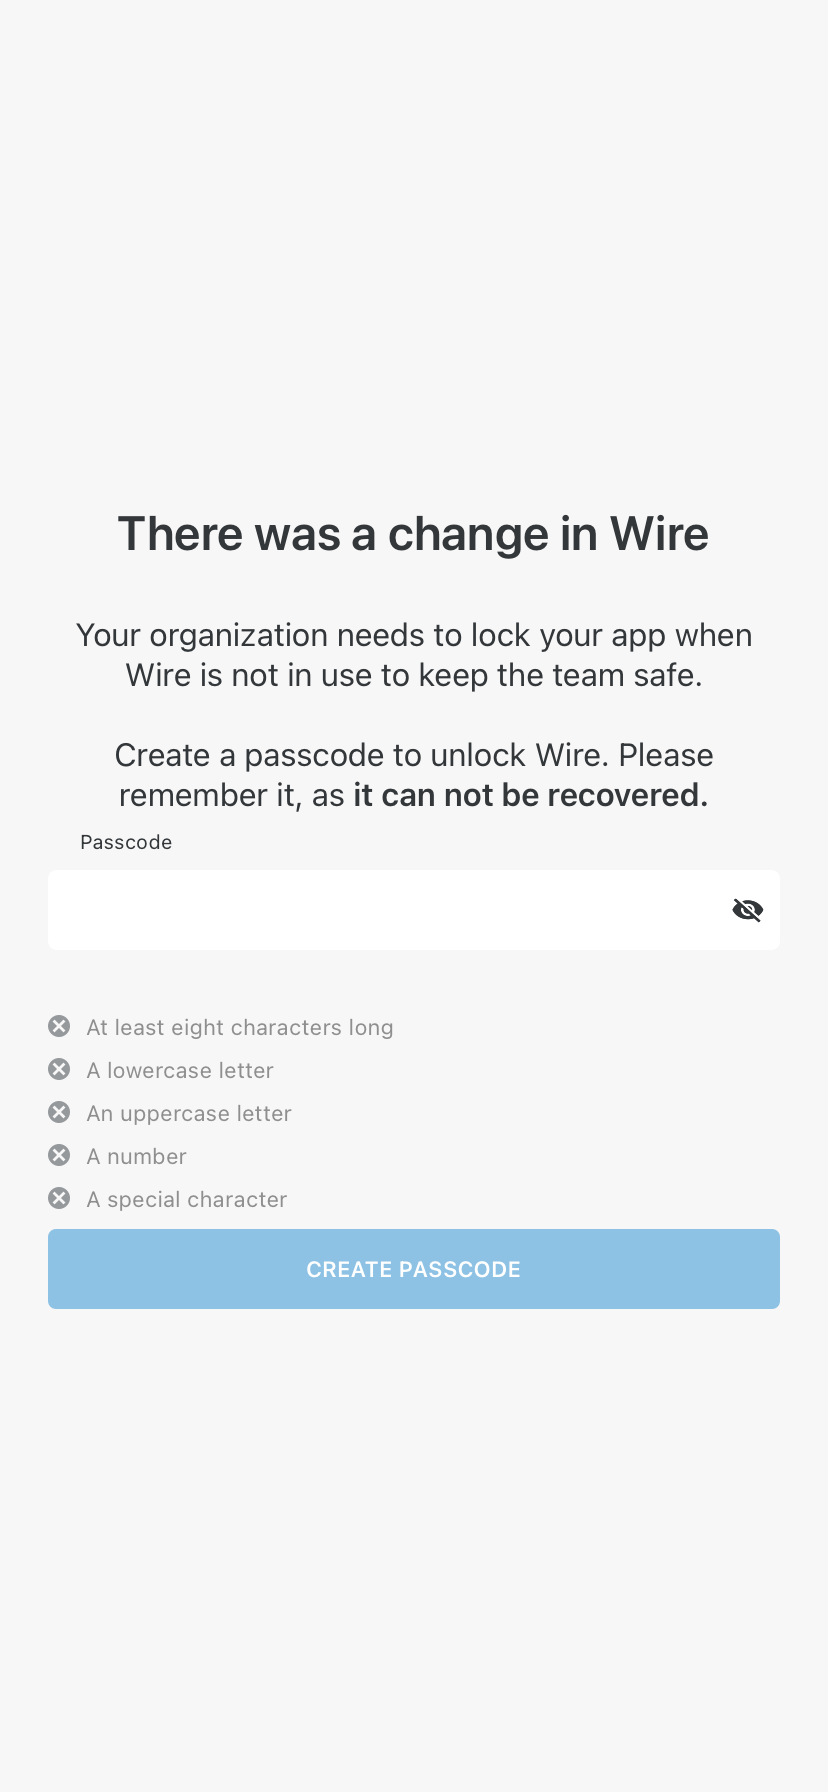 There was a change in Wire
Your organization needs to lock your app when
Wire is not in use to keep the team safe.
Create a passcode to unlock Wire. Please
remember it, as it can not be recovered.
Passcode
At least eight characters long
A lowercase letter
An uppercase letter
A number
A special character
CREATE PASSCODE